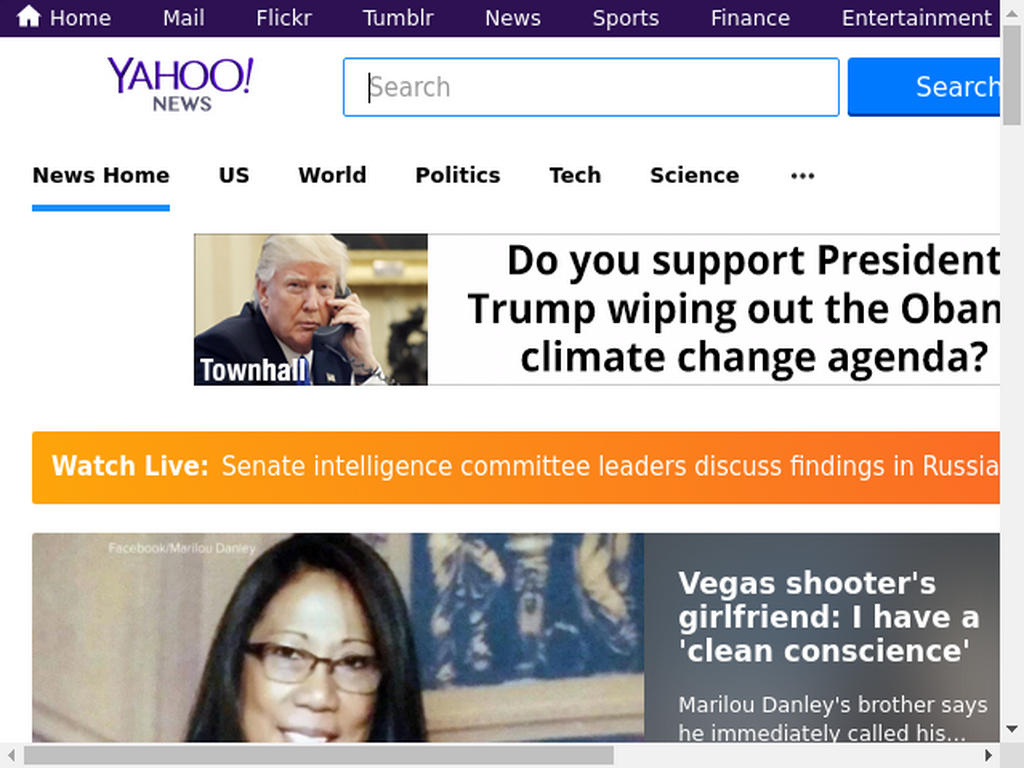 Home Mail Flickr Tumblr News Sports Finance Entertainment
YAHOO!
NEWS
Search
Search
News Home US World Politics Tech Science •••
Do you support President
Trump wiping out the Oban
climate change agenda?
Townhall
Watch Live: Senate intelligence committee leaders discuss findings in Russia
Facebook/Marilou Danley
Vegas shooter's
girlfriend: I have a
'clean conscience'
Marilou Danley's brother says
he immediately called his...